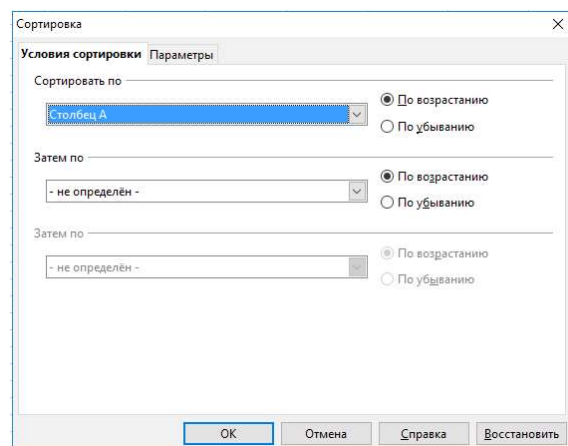 Сортировка
Условия сортировки Параметры
Сортировать по
Столбец A
По возрастанию
По убыванию
Затем по
- не определён -
По возрастанию
По убыванию
Затем по
- не определён -
По возрастанию
По убыванию
OK Отмена Справка Восстановить